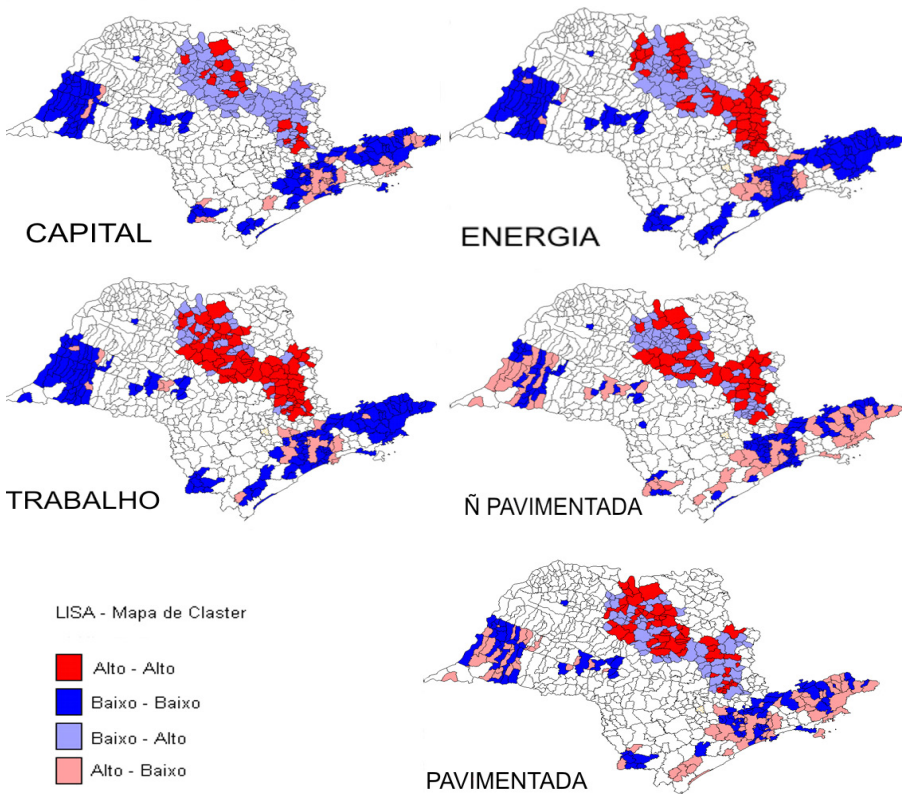 CAPITAL
ENERGIA
TRABALHO
Ñ PAVIMENTADA
LISA - Mapa de Claster
Alto - Alto
Baixo - Baixo
Baixo - Alto
Alto - Baixo
PAVIMENTADA